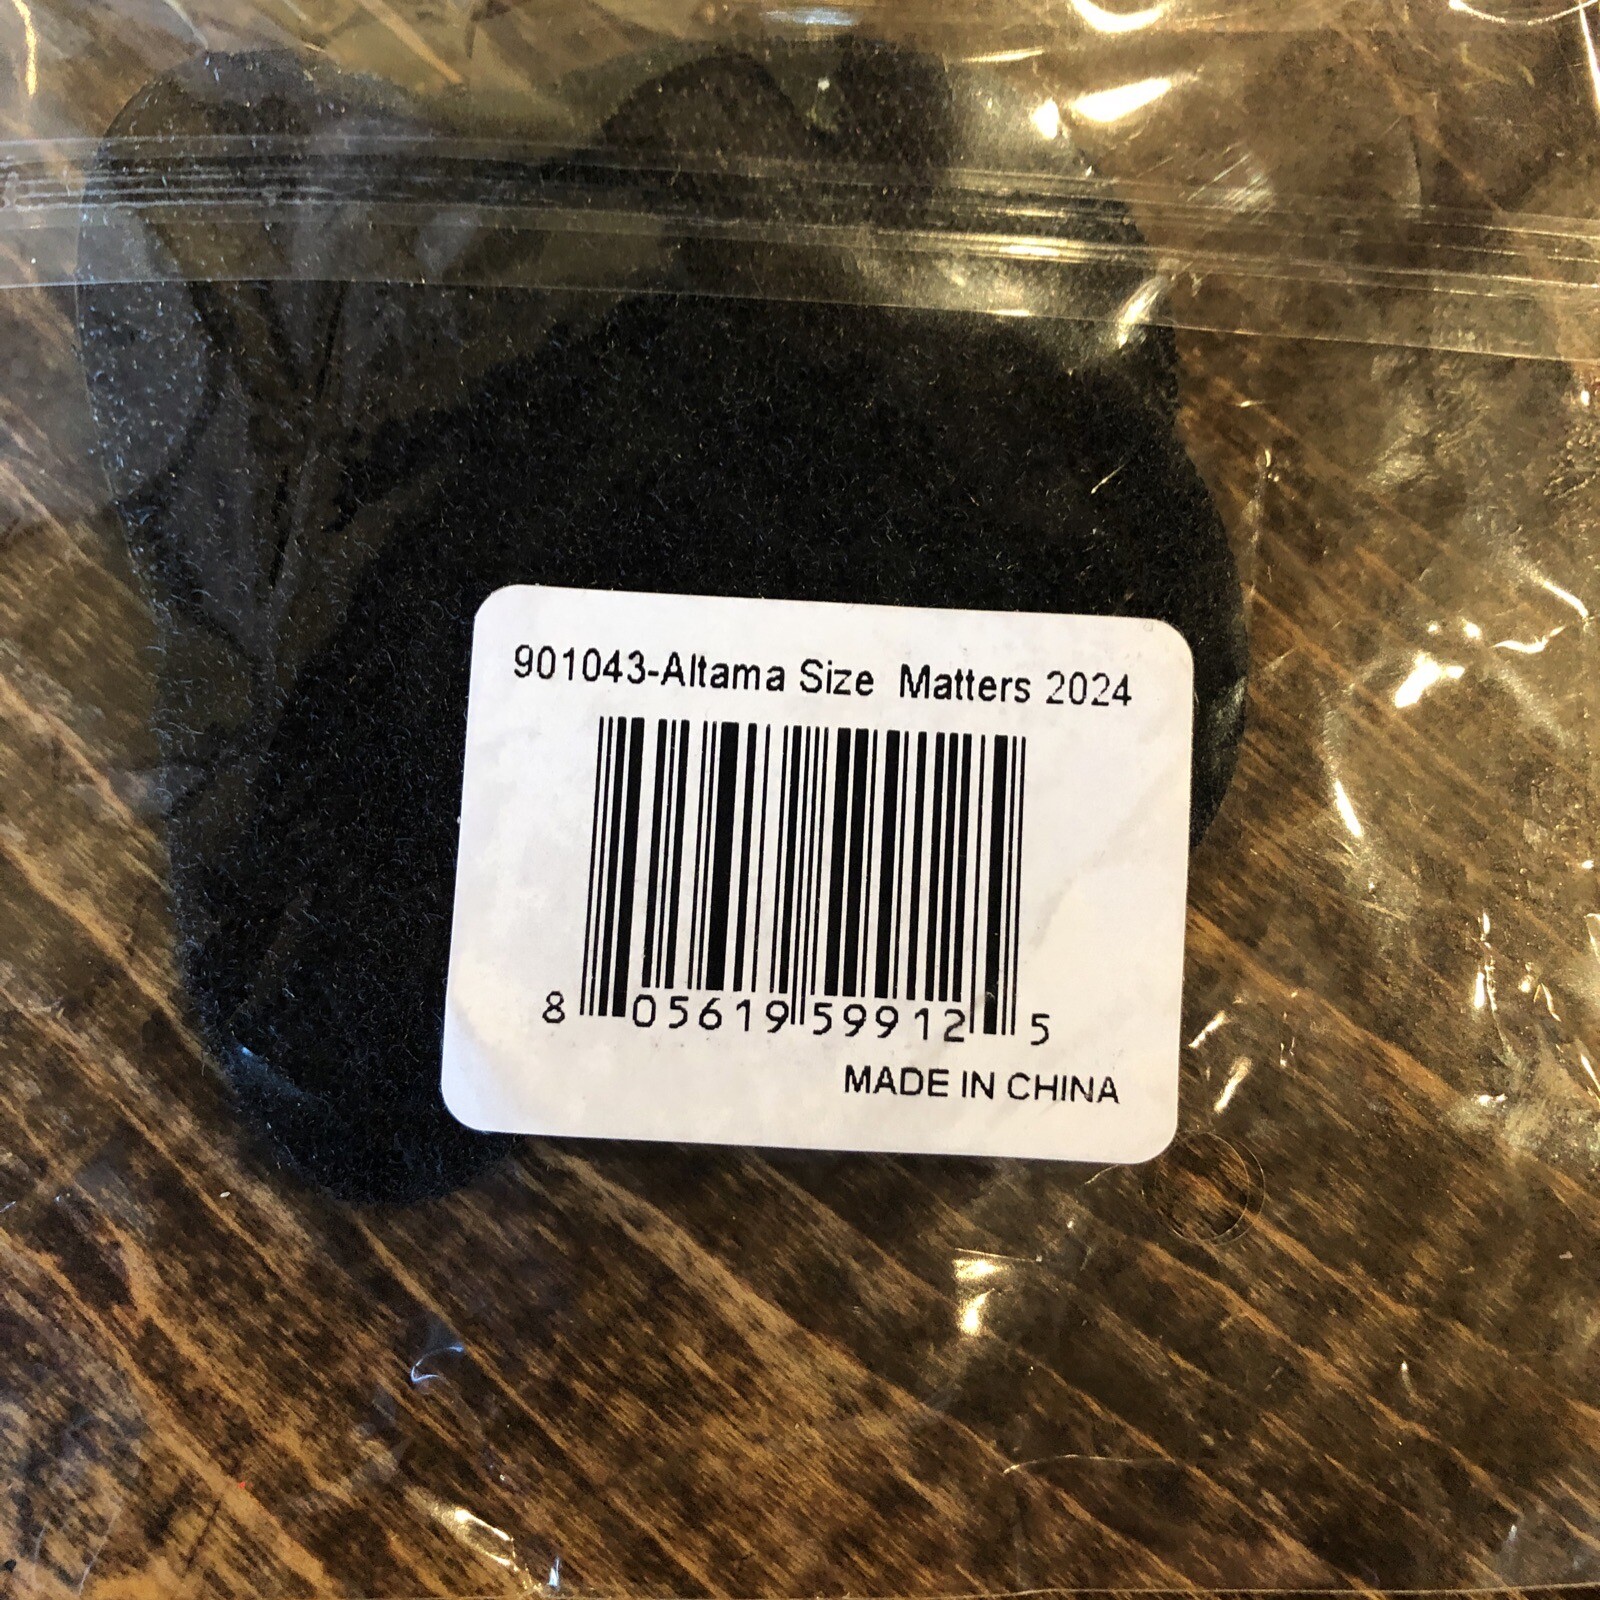 901043-Altama Size  Matters 2024
8 05619 59912 5
MADE IN CHINA